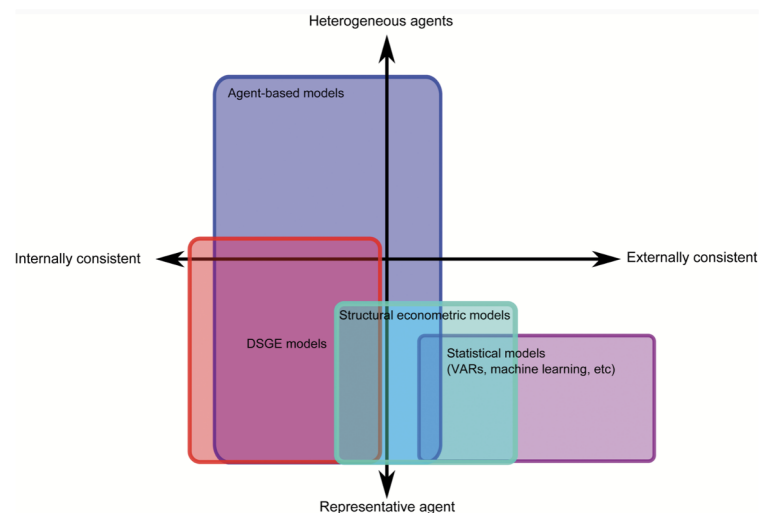 Heterogeneous agents
Agent-based models
Internally consistent
Externally consistent
Structural econometric models
DSGE models
Statistical models
(VARs, machine learning, etc)
Representative agent